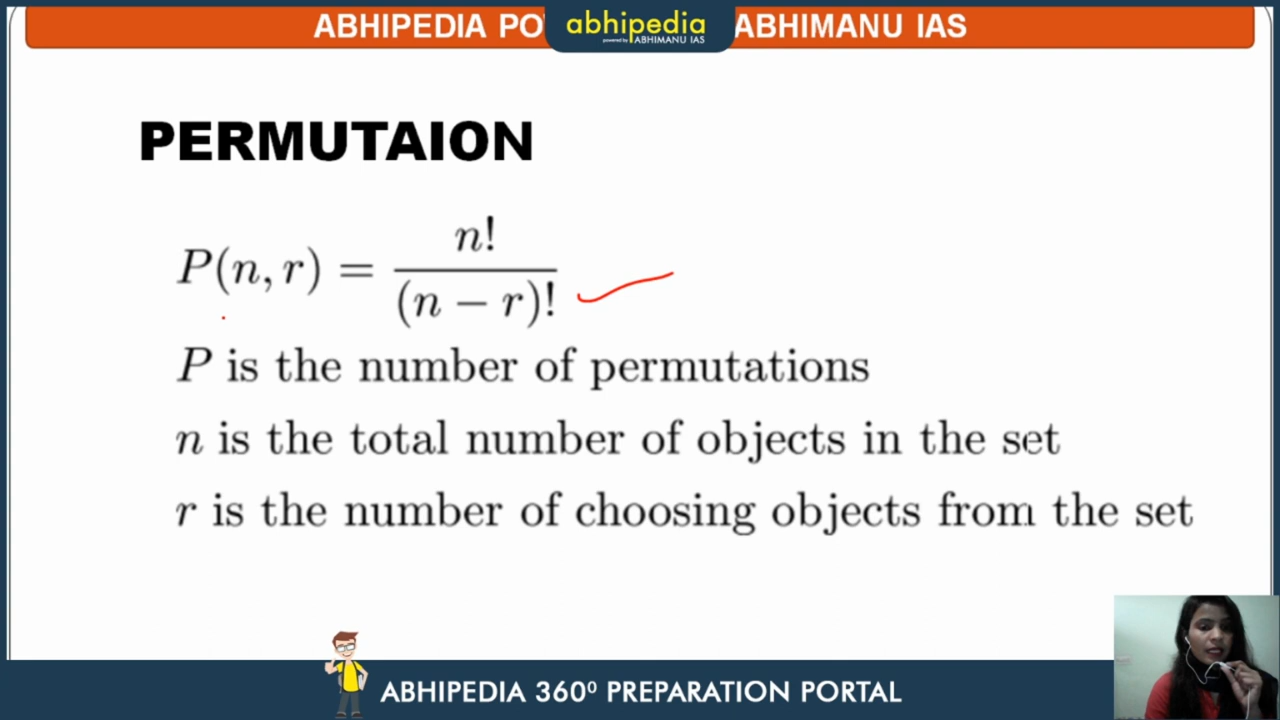 ABHIPEDIA PO
abhipedia
powered by ABHIMANU IAS
ABHIMANU IAS
PERMUTAION
P(n, r) = n! / (n − r)!
P is the number of permutations
n is the total number of objects in the set
r is the number of choosing objects from the set
ABHIPEDIA 360⁰ PREPARATION PORTAL